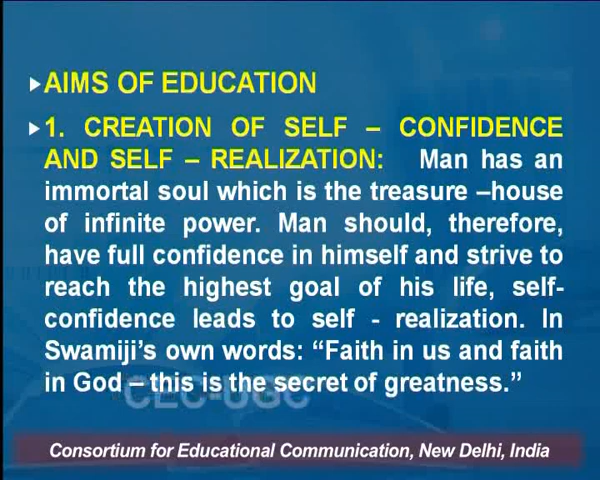 AIMS OF EDUCATION
1. CREATION OF SELF – CONFIDENCE
AND SELF – REALIZATION: Man has an
immortal soul which is the treasure –house
of infinite power. Man should, therefore,
have full confidence in himself and strive to
reach the highest goal of his life, self-
confidence leads to self - realization. In
Swamiji's own words: “Faith in us and faith
in God – this is the secret of greatness.”
CEC-UGC
Consortium for Educational Communication, New Delhi, India